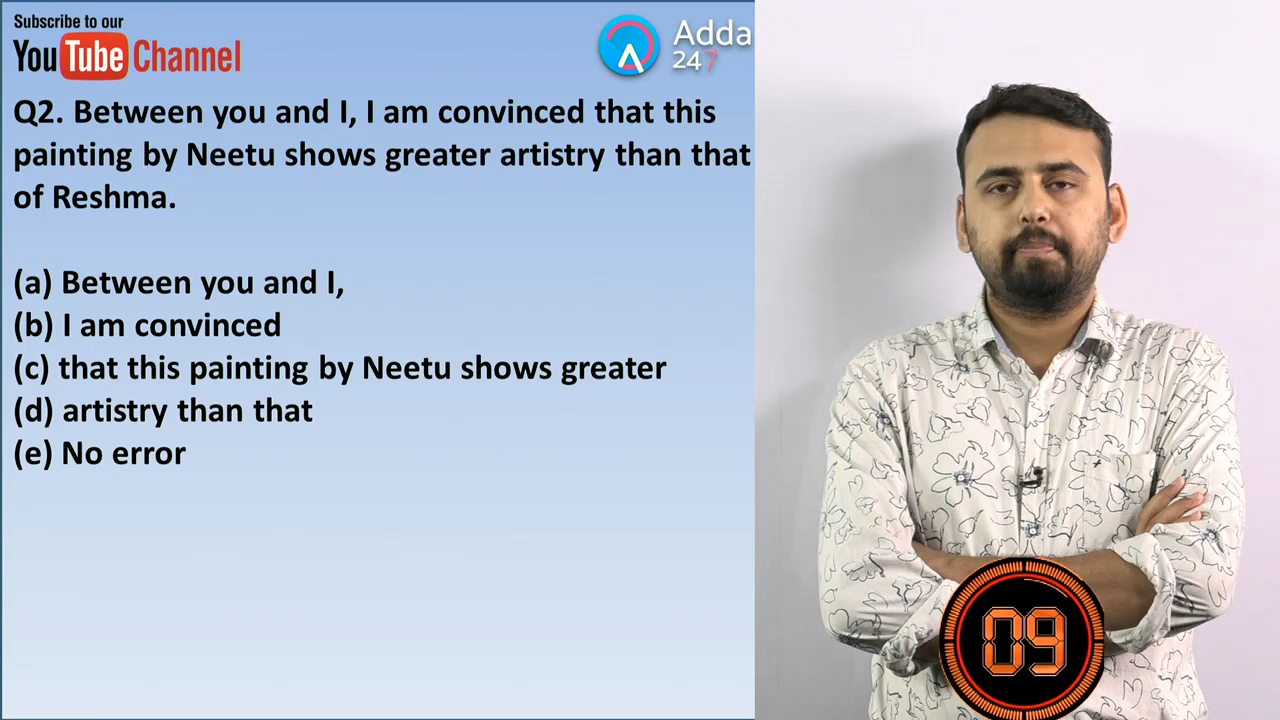 Subscribe to our
YouTube Channel
Adda
247
Q2. Between you and I, I am convinced that this
painting by Neetu shows greater artistry than that
of Reshma.
(a) Between you and I,
(b) I am convinced
(c) that this painting by Neetu shows greater
(d) artistry than that
(e) No error
09